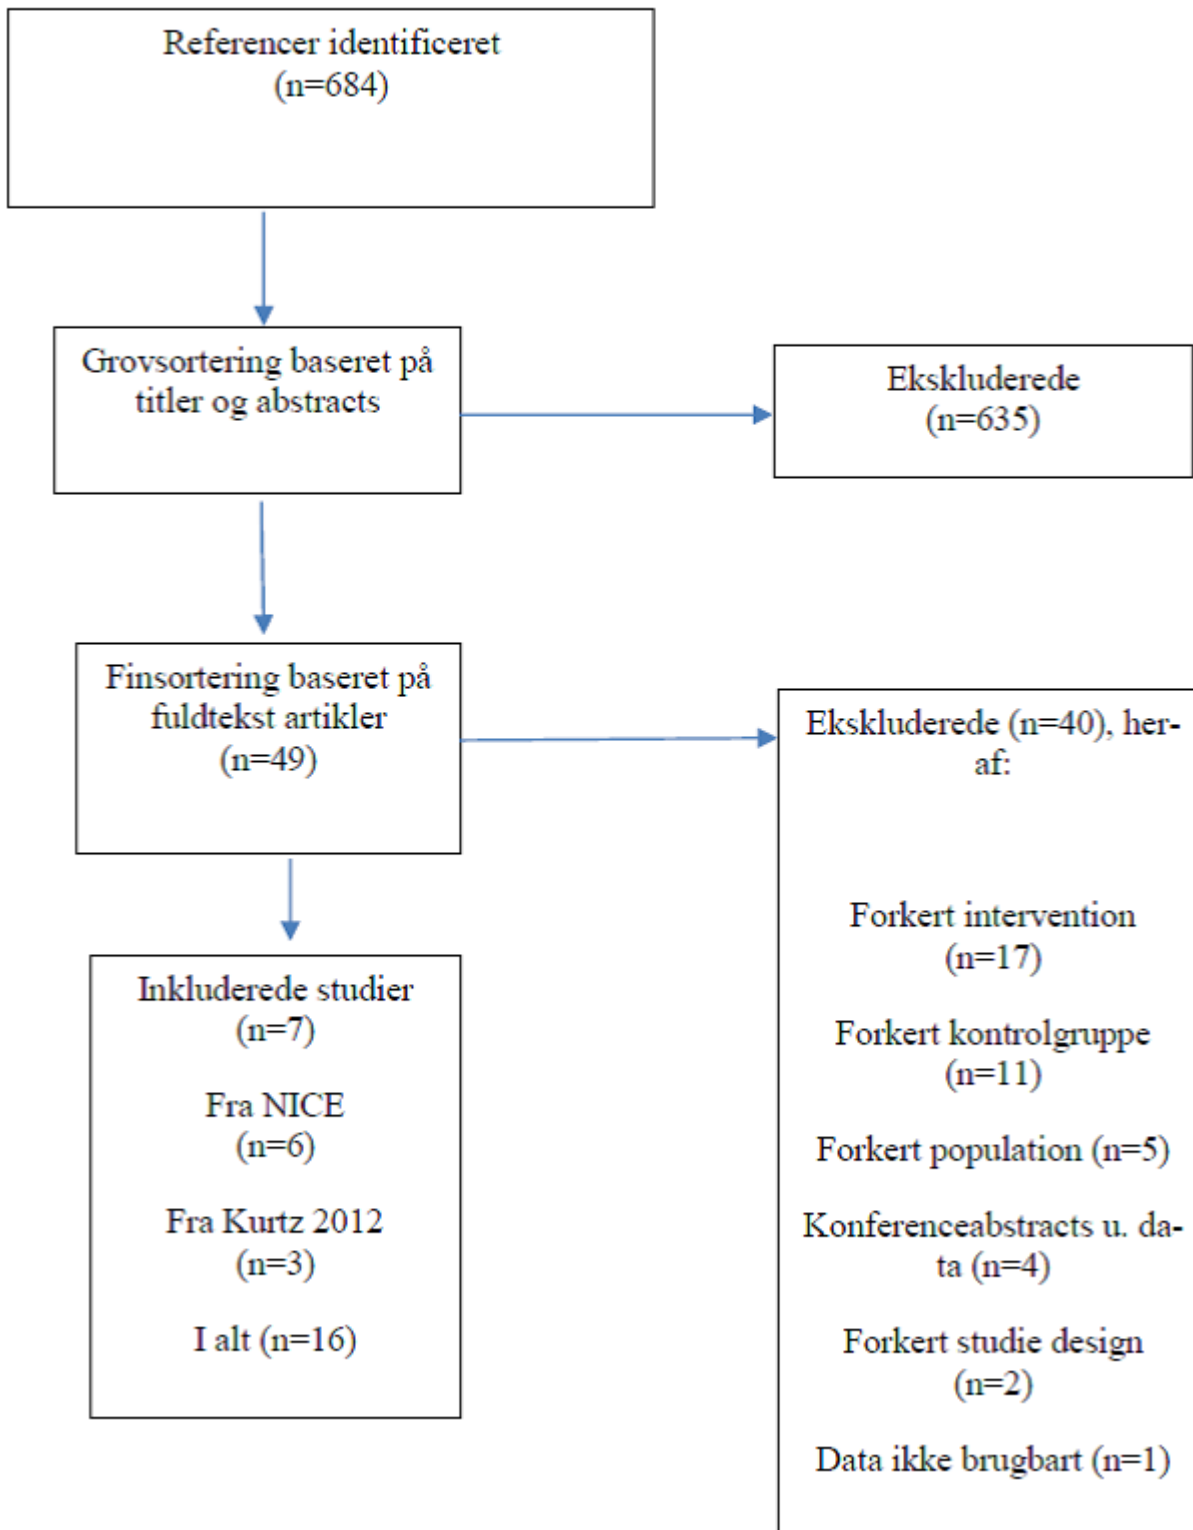 Referencer identificeret
(n=684)
Grovsortering baseret på
titler og abstracts
Ekskluderede
(n=635)
Finsortering baseret på
fuldtekst artikler
(n=49)
Ekskluderede (n=40), her-
af:
Forkert intervention
(n=17)
Forkert kontrolgruppe
(n=11)
Forkert population (n=5)
Konferenceabstracts u. da-
ta (n=4)
Forkert studie design
(n=2)
Data ikke brugbart (n=1)
Inkluderede studier
(n=7)
Fra NICE
(n=6)
Fra Kurtz 2012
(n=3)
I alt (n=16)